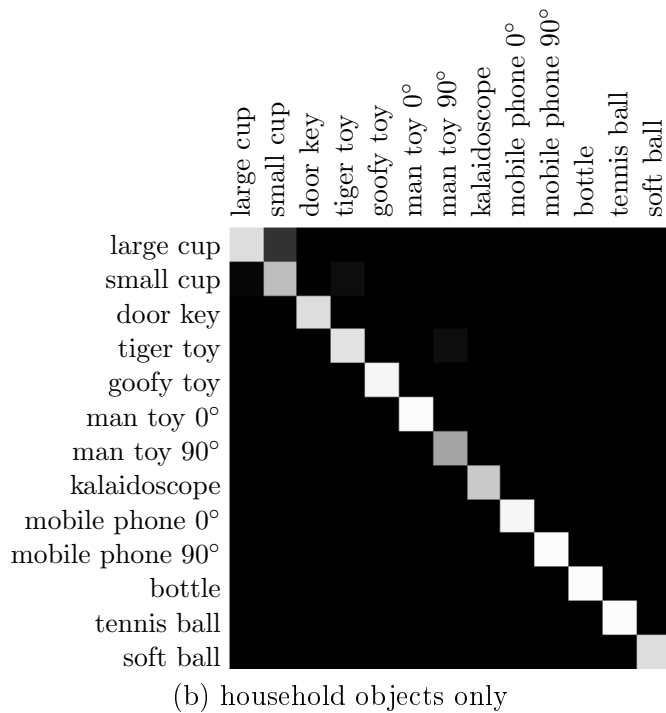 large cup
small cup
door key
tiger toy
goofy toy
man toy 0°
man toy 90°
kalaidoscope
mobile phone 0°
mobile phone 90°
bottle
tennis ball
soft ball
large cup
small cup
door key
tiger toy
goofy toy
man toy 0°
man toy 90°
kalaidoscope
mobile phone 0°
mobile phone 90°
bottle
tennis ball
soft ball
(b) household objects only